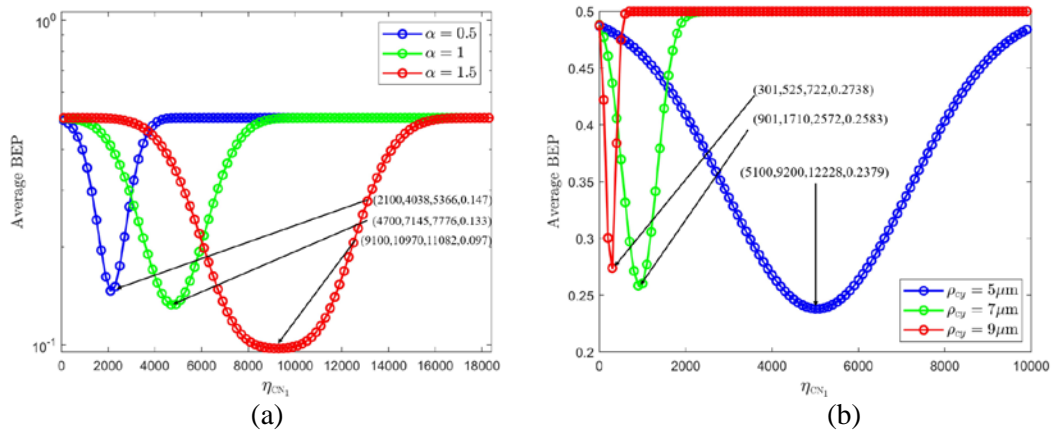 10^0
α = 0.5
α = 1
α = 1.5
Average BEP
(2100,4038,5366,0.147)
(4700,7145,7776,0.133)
(9100,10970,11082,0.097)
10^-1
0 2000 4000 6000 8000 10000 12000 14000 16000 18000
η_CN₁
(a)
0.5
0.45
0.4
0.35
0.3
0.25
0.2
Average BEP
(301,525,722,0.2738)
(901,1710,2572,0.2583)
(5100,9200,12228,0.2379)
ρ_cy = 5μm
ρ_cy = 7μm
ρ_cy = 9μm
0 2000 4000 6000 8000 10000
η_CN₁
(b)